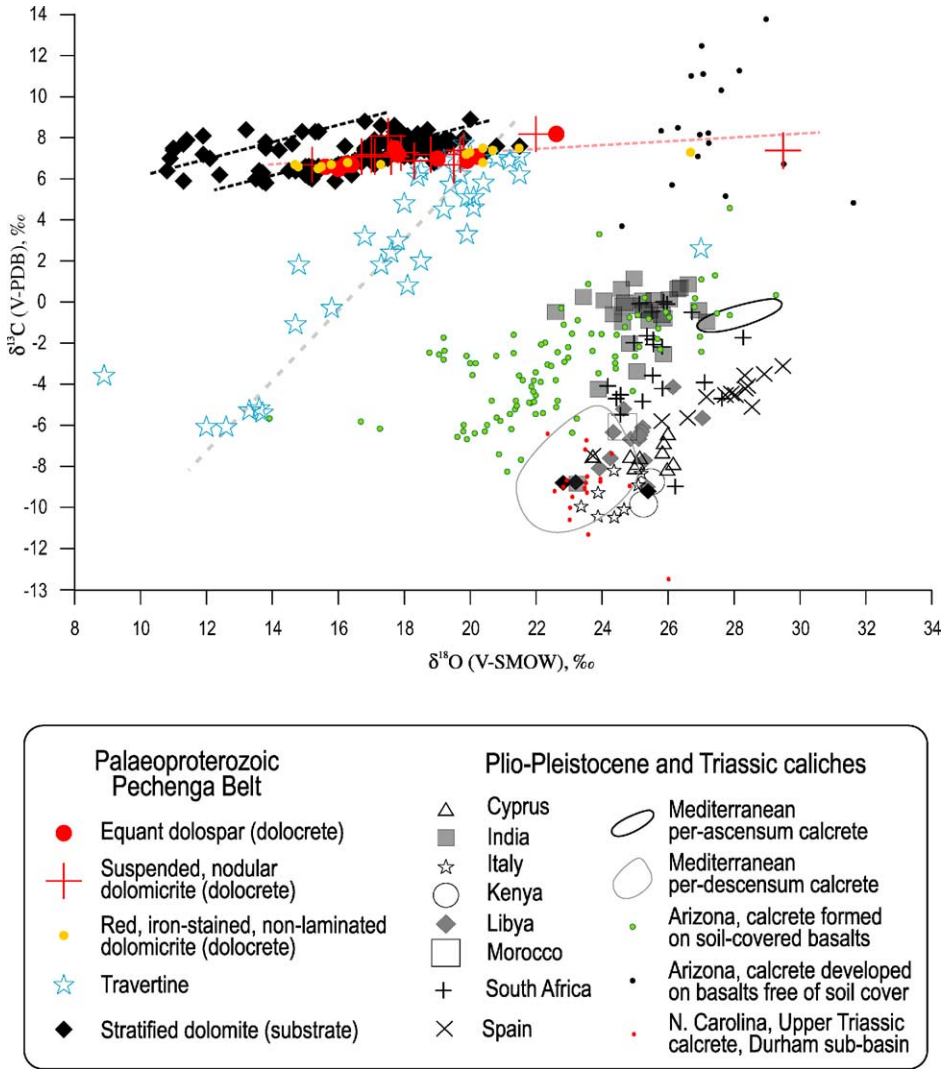 14
12
10
8
6
4
2
0
-2
-4
-6
-8
-10
-13
δ¹³C (V-PDB), ‰
8 10 12 14 16 18 20 22 24 26 28 30 32 34
δ¹⁸O (V-SMOW), ‰
Palaeoproterozoic
Pechenga Belt
Equant dolospar (dolocrete)
Suspended, nodular
dolomicrite (dolocrete)
Red, iron-stained, non-laminated
dolomicrite (dolocrete)
Travertine
Stratified dolomite (substrate)
Plio-Pleistocene and Triassic caliches
Cyprus
India
Italy
Kenya
Libya
Morocco
South Africa
Spain
Mediterranean
per-ascensum calcrete
Mediterranean
per-descensum calcrete
Arizona, calcrete formed
on soil-covered basalts
Arizona, calcrete developed
on basalts free of soil cover
N. Carolina, Upper Triassic
calcrete, Durham sub-basin